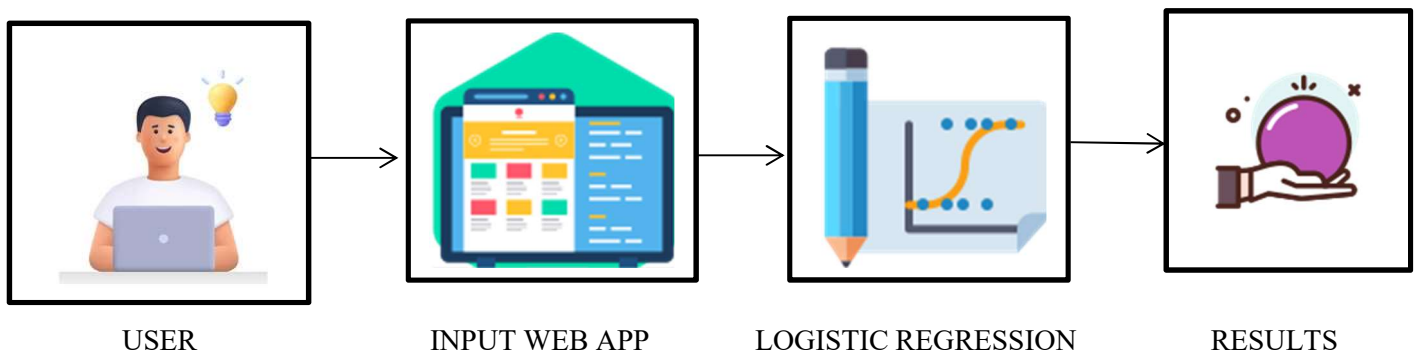 USER
INPUT WEB APP
LOGISTIC REGRESSION
RESULTS